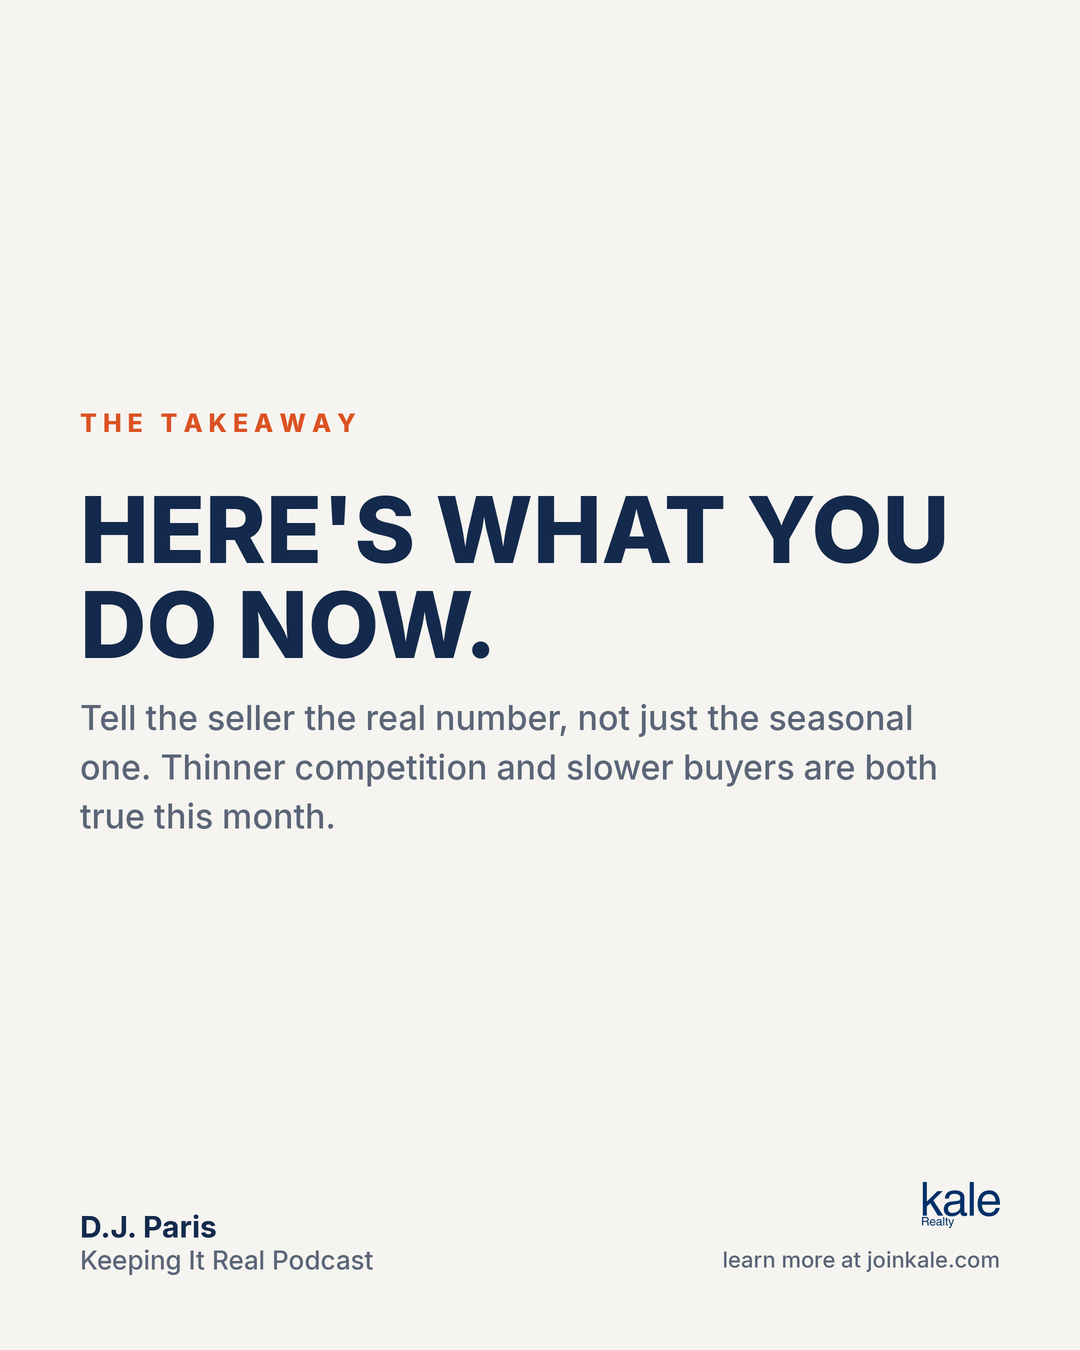 THE TAKEAWAY
HERE'S WHAT YOU
DO NOW.
Tell the seller the real number, not just the seasonal
one. Thinner competition and slower buyers are both
true this month.
D.J. Paris
Keeping It Real Podcast
kale
Realty
learn more at joinkale.com